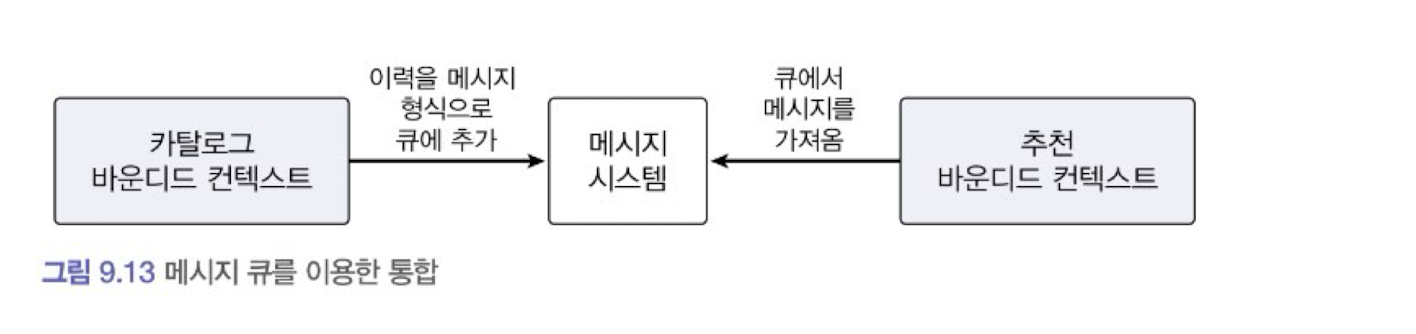 이력을 메시지
형식으로
큐에 추가
큐에서
메시지를
가져옴
카탈로그
바운디드 컨텍스트
메시지
시스템
추천
바운디드 컨텍스트
그림 9.13 메시지 큐를 이용한 통합